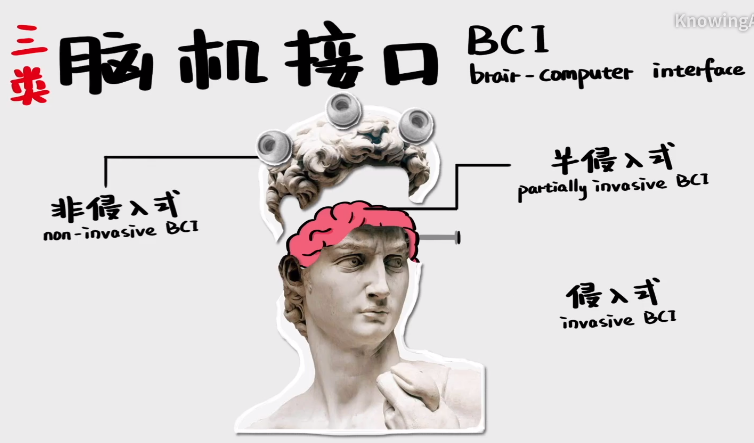 KnowingA
三类
脑机接口
BCI
brair-computer interface
非侵入式
non-invasive BCI
半侵入式
partially invasive BCI
侵入式
invasive BCI